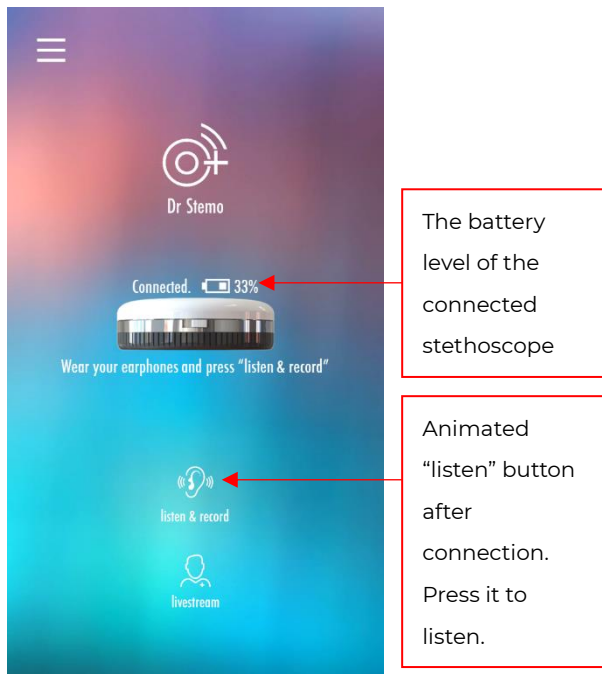 Dr Stemo
Connected. 33%
Wear your earphones and press “listen & record”
listen & record
livestream
The battery
level of the
connected
stethoscope
Animated
“listen” button
after
connection.
Press it to
listen.